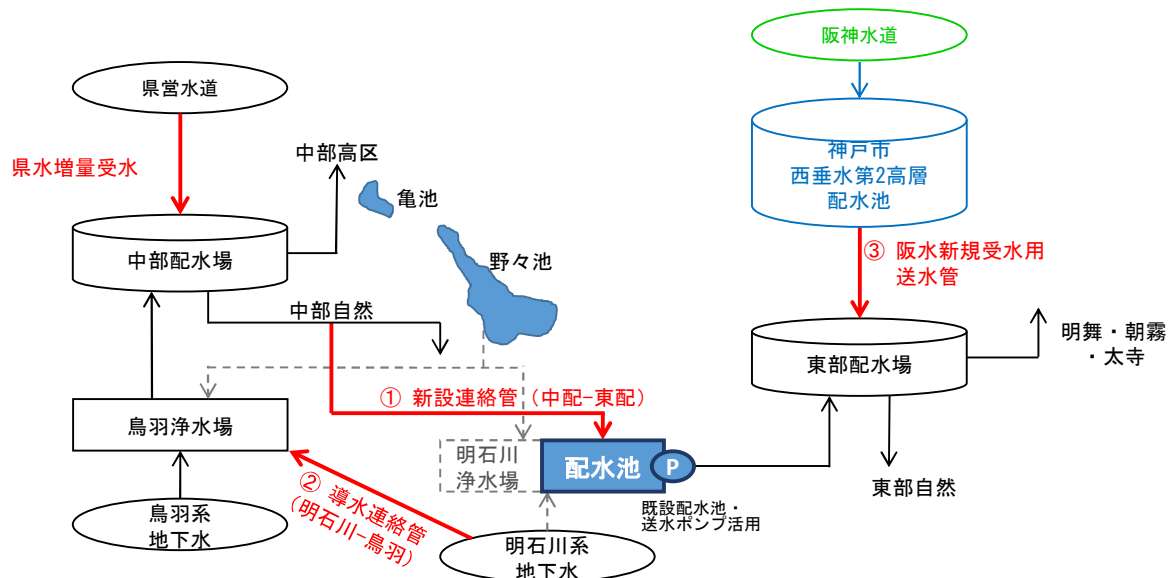 阪神水道
県営水道
県水増量受水
中部高区
亀池
神戸市
西垂水第2高層
配水池
中部配水場
野々池
③ 阪水新規受水用
送水管
中部自然
東部配水場
明舞・朝霧
・太寺
① 新設連絡管（中配−東配）
鳥羽浄水場
明石川
浄水場
配水池
P
② 導水連絡管
（明石川−鳥羽）
東部自然
既設配水池・
送水ポンプ活用
鳥羽系
地下水
明石川系
地下水